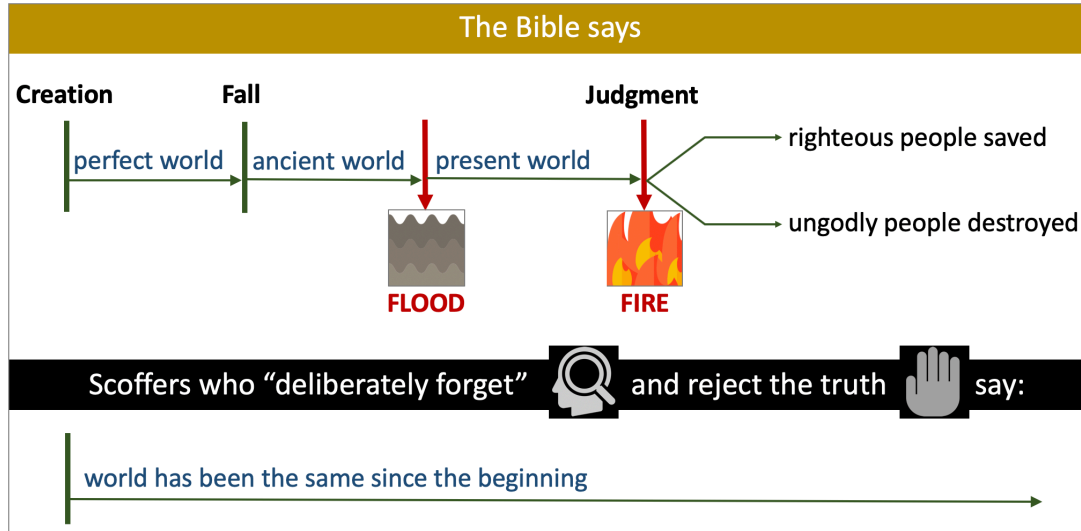 The Bible says
Creation Fall Judgment
righteous people saved
perfect world ancient world present world
ungodly people destroyed
FLOOD FIRE
Scoffers who “deliberately forget” and reject the truth say:
world has been the same since the beginning